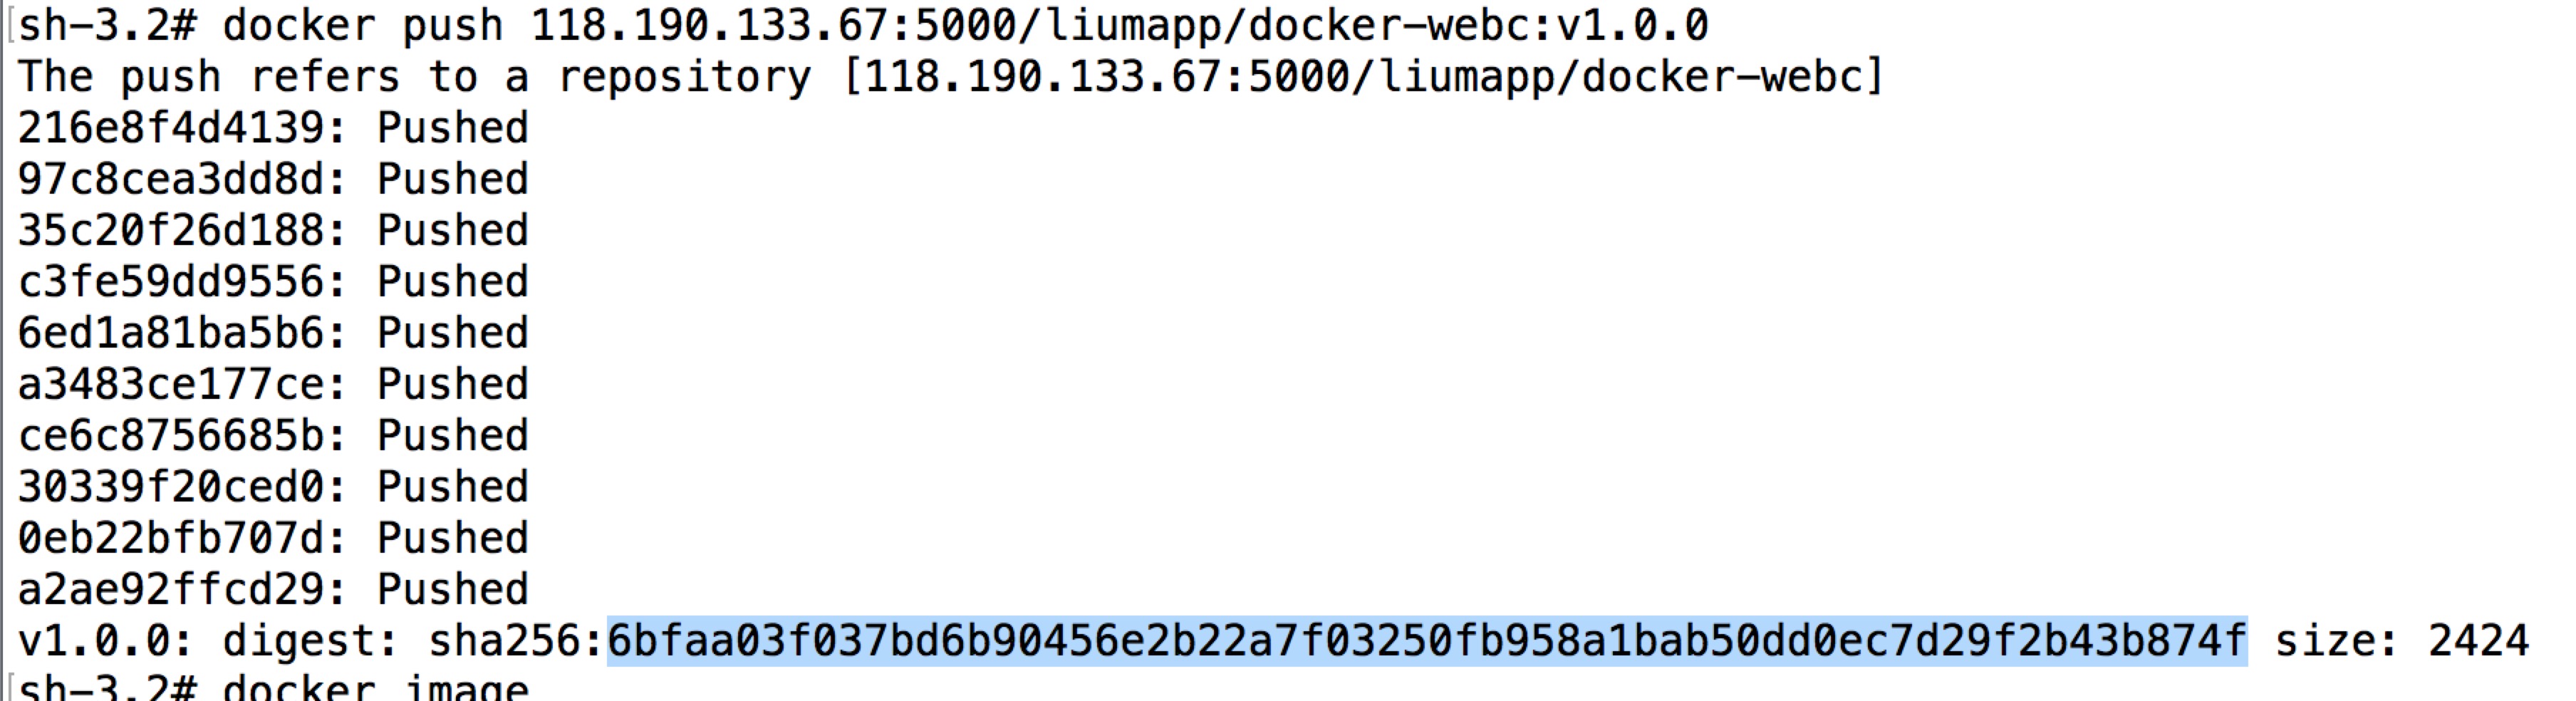 [sh-3.2# docker push 118.190.133.67:5000/liumapp/docker-webc:v1.0.0
The push refers to a repository [118.190.133.67:5000/liumapp/docker-webc]
216e8f4d4139: Pushed
97c8cea3dd8d: Pushed
35c20f26d188: Pushed
c3fe59dd9556: Pushed
6ed1a81ba5b6: Pushed
a3483ce177ce: Pushed
ce6c8756685b: Pushed
30339f20ced0: Pushed
0eb22bfb707d: Pushed
a2ae92ffcd29: Pushed
v1.0.0: digest: sha256:6bfaa03f037bd6b90456e2b22a7f03250fb958a1bab50dd0ec7d29f2b43b874f size: 2424
[sh-3.2# docker image